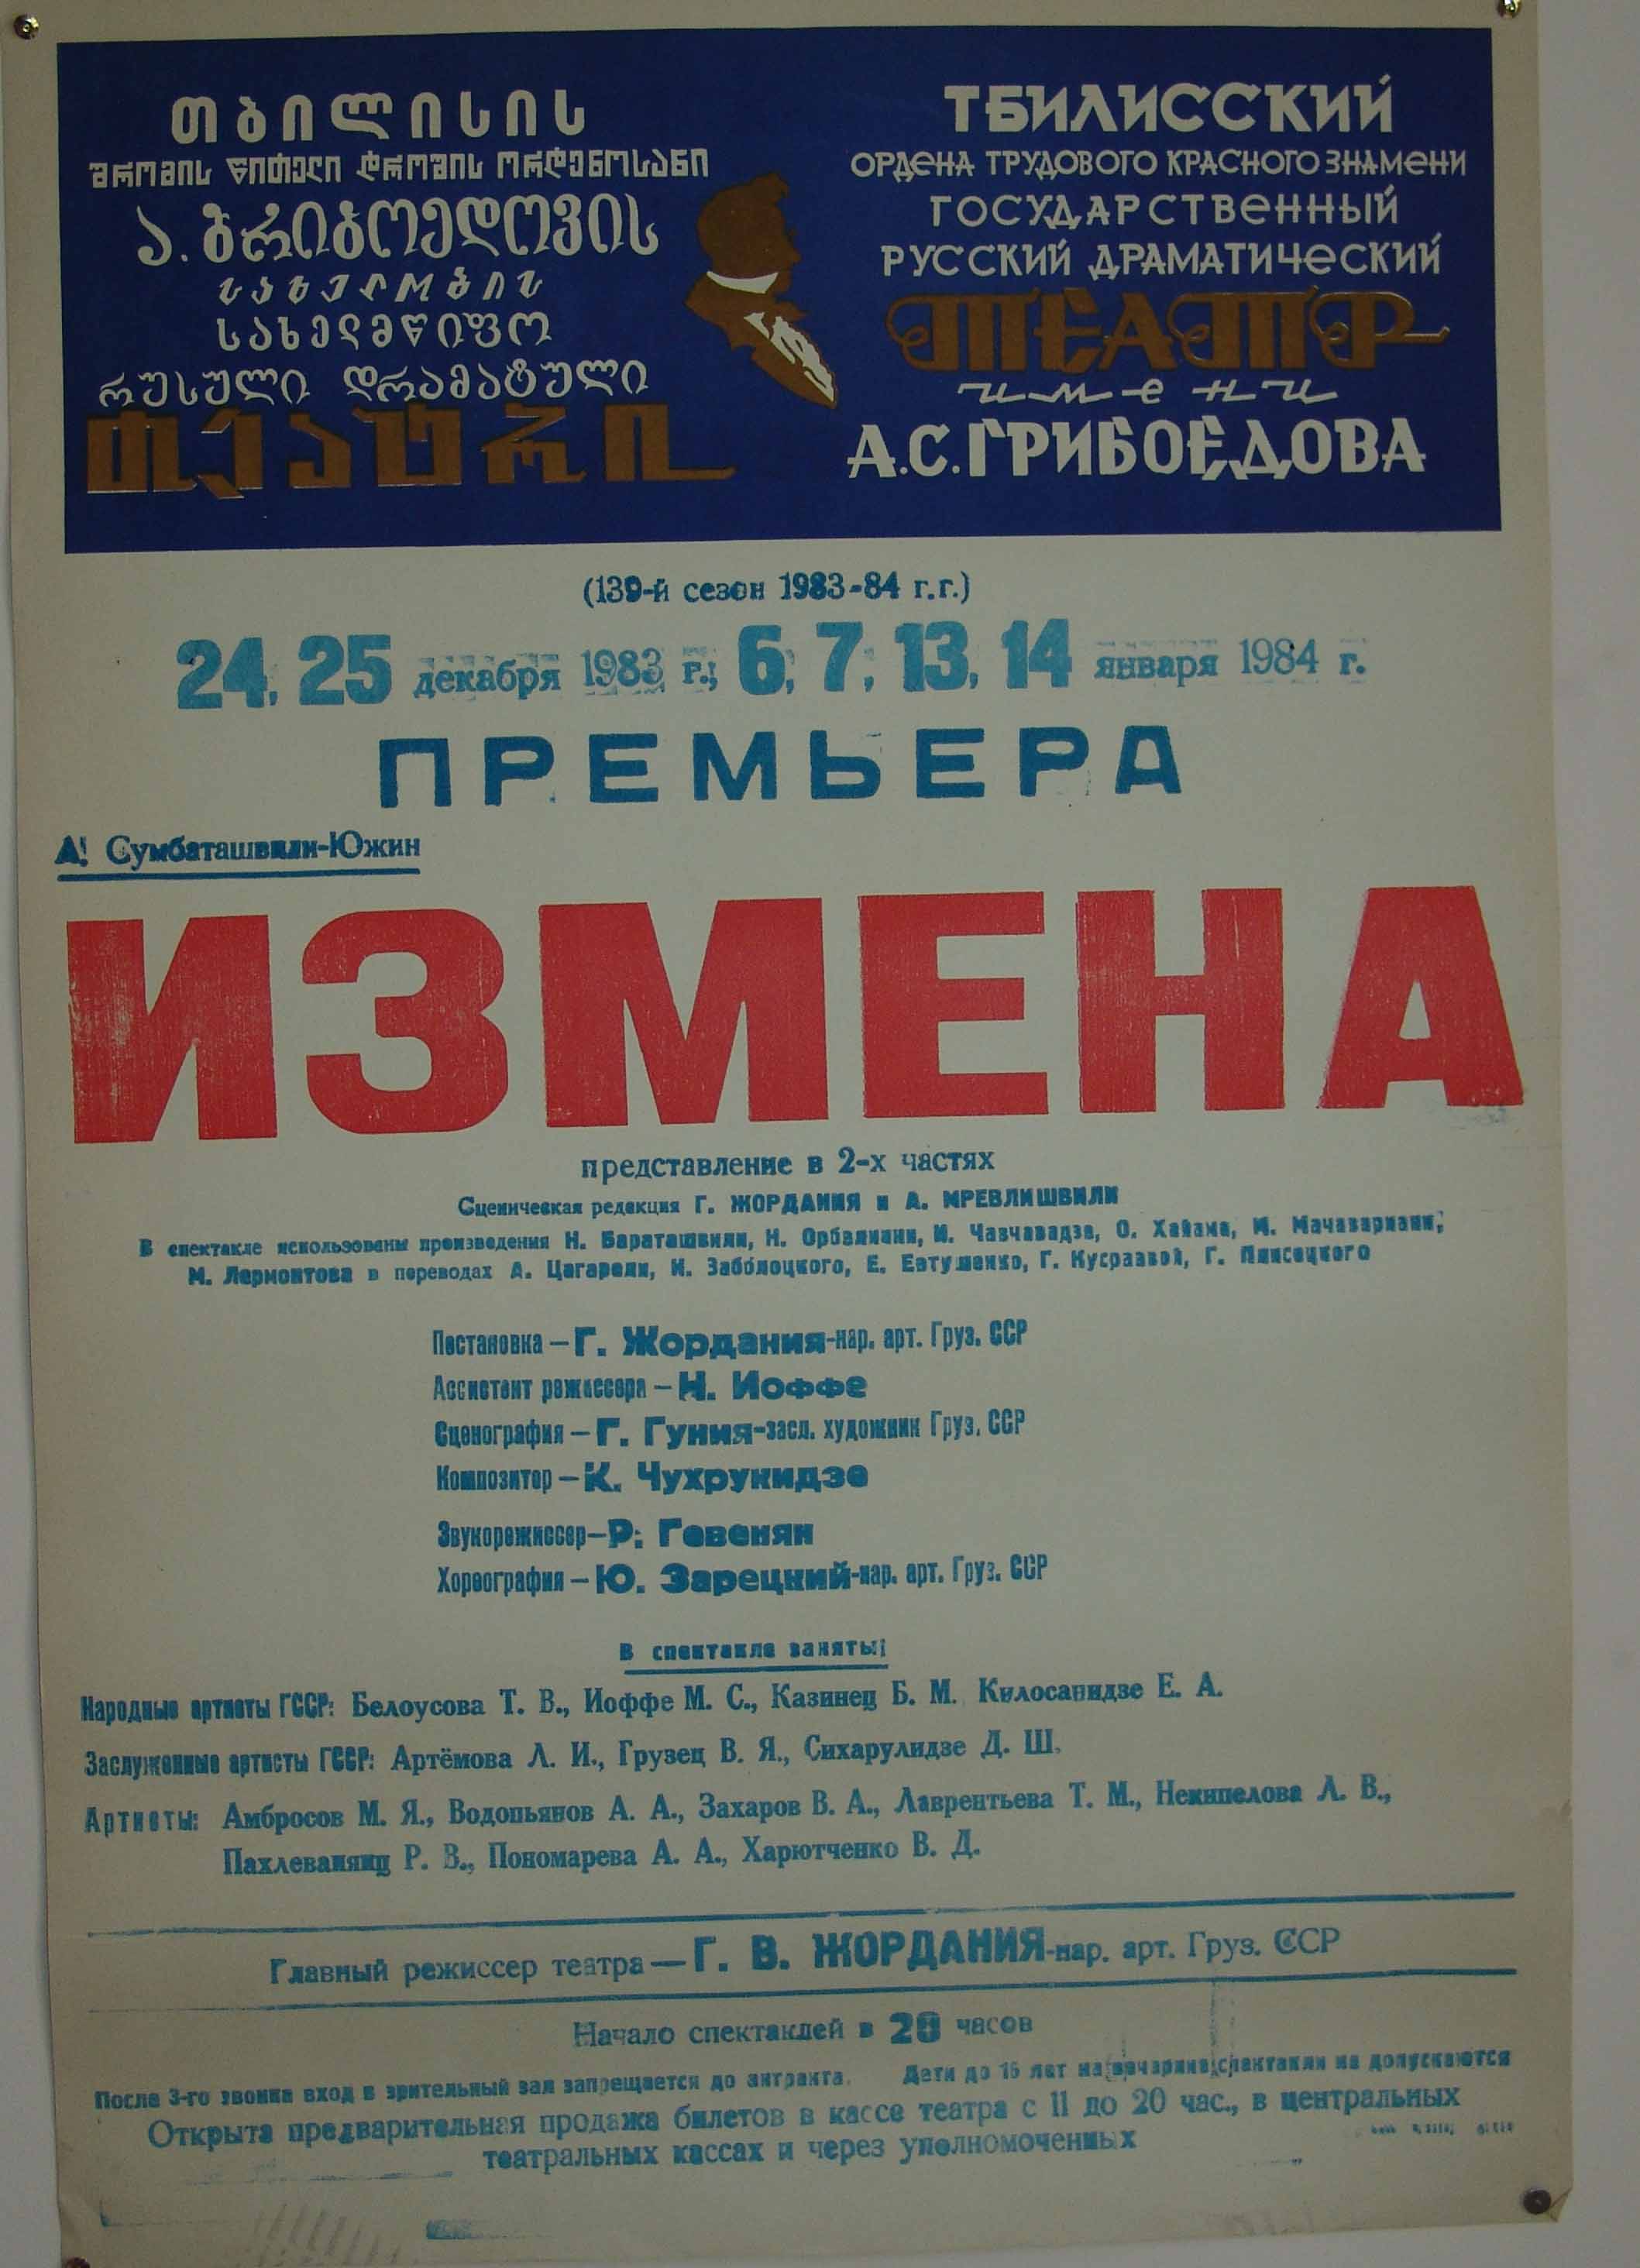 თბილისის
შრომის წითელი დროშის ორდენოსანი
ა. გრიბოედოვის
სახელობის
სახელმწიფო
რუსული დრამატული
თეატრი
ТБИЛИССКИЙ
ОРДЕНА ТРУДОВОГО КРАСНОГО ЗНАМЕНИ
ГОСУДАРСТВЕННЫЙ
РУССКИЙ ДРАМАТИЧЕСКИЙ
ТЕАТР
имени
А.С.ГРИБОЕДОВА
(139-й сезон 1983-84 г.г.)
24, 25 декабря 1983 г.; 6, 7, 13, 14 января 1984 г.
ПРЕМЬЕРА
А. Сумбаташвили-Южин
ИЗМЕНА
представление в 2-х частях
Сценическая редакция Г. ЖОРДАНИЯ и А. МРЕВЛИШВИЛИ
В спектакле использованы произведения Н. Бараташвили, Н. Орбелиани, И. Чавчавадзе, О. Хайама, И. Мачавариани,
М. Лермонтова в переводах А. Цагарели, Н. Заболоцкого, Е. Евтушенко, Г. Кусраевой, Г. Плисецкого
Постановка – Г. Жордания-нар. арт. Груз. ССР
Ассистент режиссера – Н. Иоффе
Сценография – Г. Гуния-засл. художник Груз. ССР
Композитор – К. Чухрукидзе
Звукорежиссер – Р. Гевенян
Хореография – Ю. Зарецкий-нар. арт. Груз. ССР
В спектакле заняты:
Народные артисты ГССР: Белоусова Т. В., Иоффе М. С., Казинец Б. М. Килосанидзе Е. А.
Заслуженные артисты ГССР: Артёмова Л. И., Грузец В. Я., Сихарулидзе Д. Ш.
Артисты: Амбросов М. Я., Водопьянов А. А., Захаров В. А., Лаврентьева Т. М., Некипелова Л. В.,
Пахлеванянц Р. В., Пономарева А. А., Харютченко В. Д.
Главный режиссер театра — Г. В. ЖОРДАНИЯ-нар. арт. Груз. ССР
Начало спектаклей в 20 часов
После 3-го звонка вход в зрительный зал запрещается до антракта. Дети до 16 лет на вечерние спектакли не допускаются
Открыта предварительная продажа билетов в кассе театра с 11 до 20 час., в центральных
театральных кассах и через уполномоченных